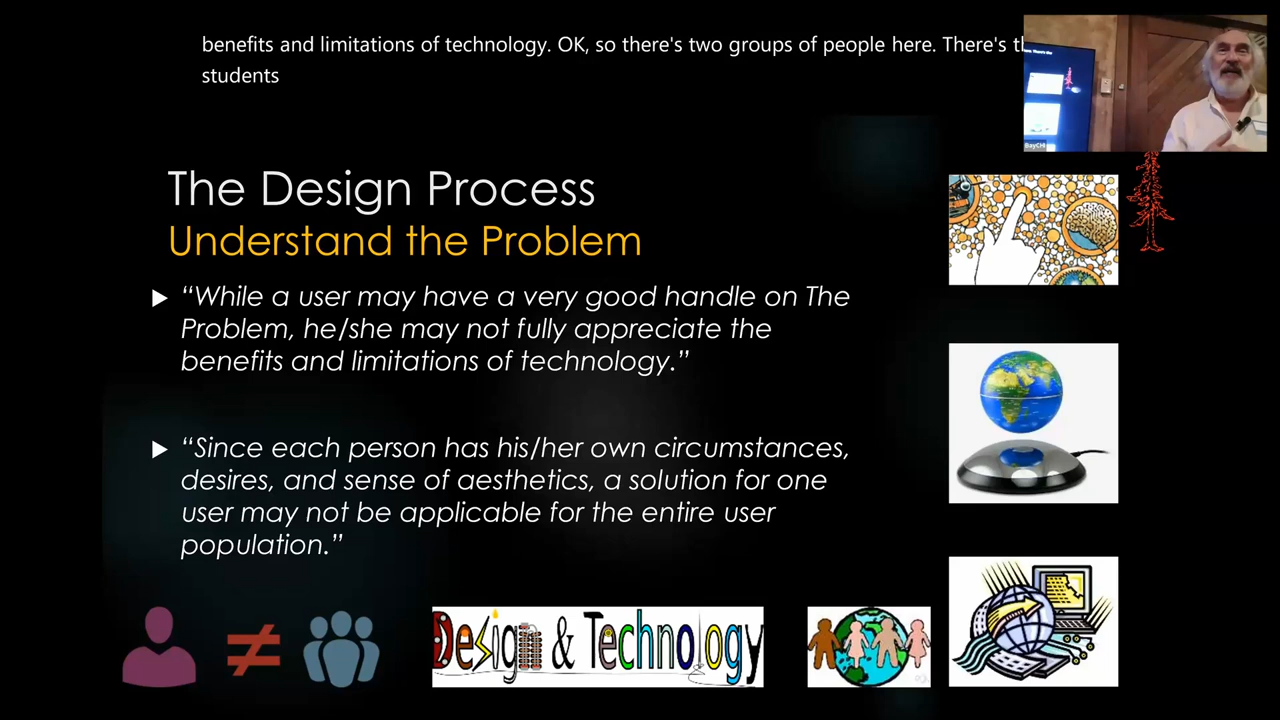 benefits and limitations of technology. OK, so there's two groups of people here. There's th
students
BayCHI
The Design Process
Understand the Problem
“While a user may have a very good handle on The
Problem, he/she may not fully appreciate the
benefits and limitations of technology.”
“Since each person has his/her own circumstances,
desires, and sense of aesthetics, a solution for one
user may not be applicable for the entire user
population.”
Design & Technology